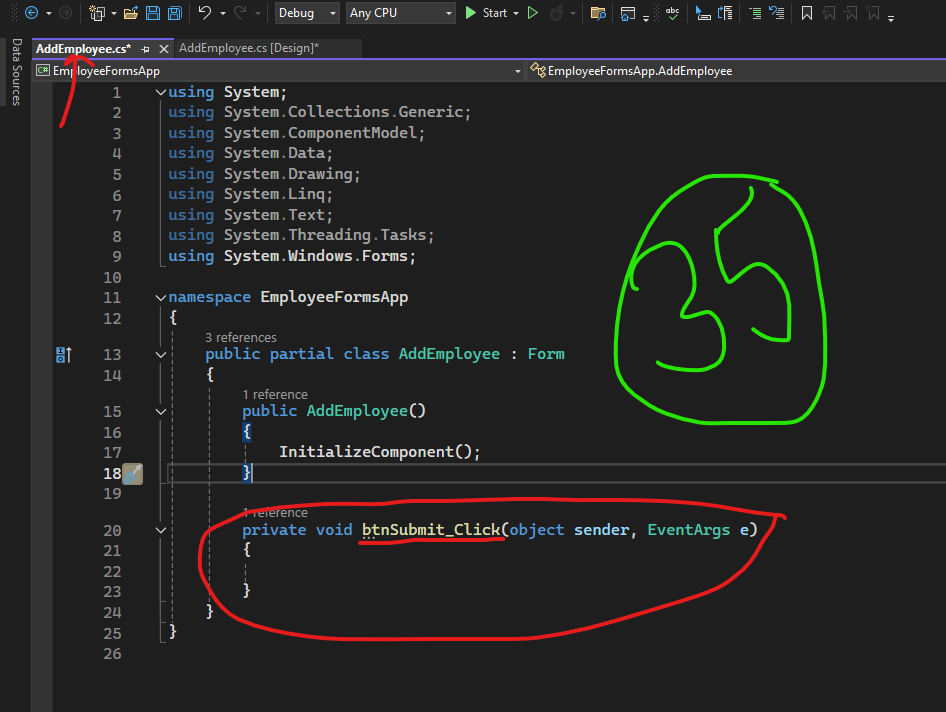 Debug Any CPU Start abc
AddEmployee.cs* AddEmployee.cs [Design]*
Data Sources
C# EmployeeFormsApp EmployeeFormsApp.AddEmployee
1 using System;
2 using System.Collections.Generic;
3 using System.ComponentModel;
4 using System.Data;
5 using System.Drawing;
6 using System.Linq;
7 using System.Text;
8 using System.Threading.Tasks;
9 using System.Windows.Forms;
10
11 namespace EmployeeFormsApp
12 {
3 references
13 public partial class AddEmployee : Form
14 {
1 reference
15 public AddEmployee()
16 {
17 InitializeComponent();
18 }
19
1 reference
20 private void btnSubmit_Click(object sender, EventArgs e)
21 {
22
23 }
24 }
25 }
26
35